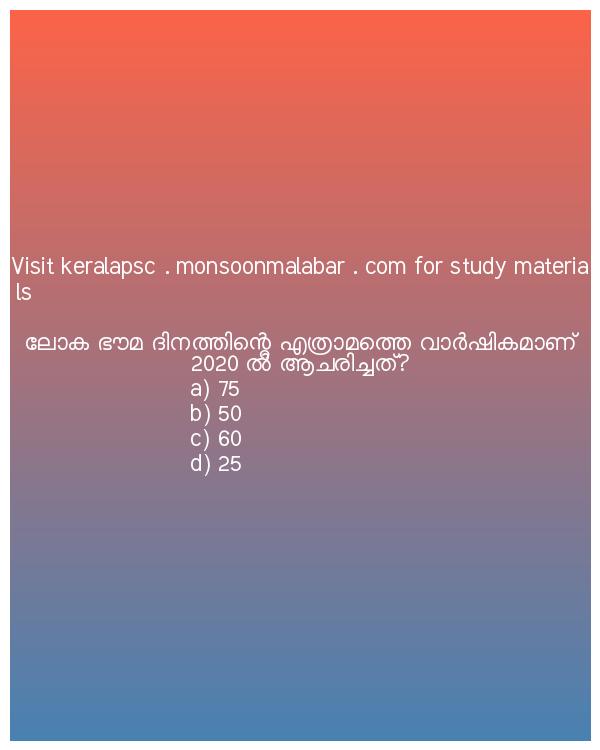 Visit keralapsc . monsoonmalabar . com for study materia
ls
ലോക ഭൗമ ദിനത്തിന്റെ എത്രാമത്തെ വാർഷികമാണ്
2020 ൽ ആചരിച്ചത്?
a) 75
b) 50
c) 60
d) 25